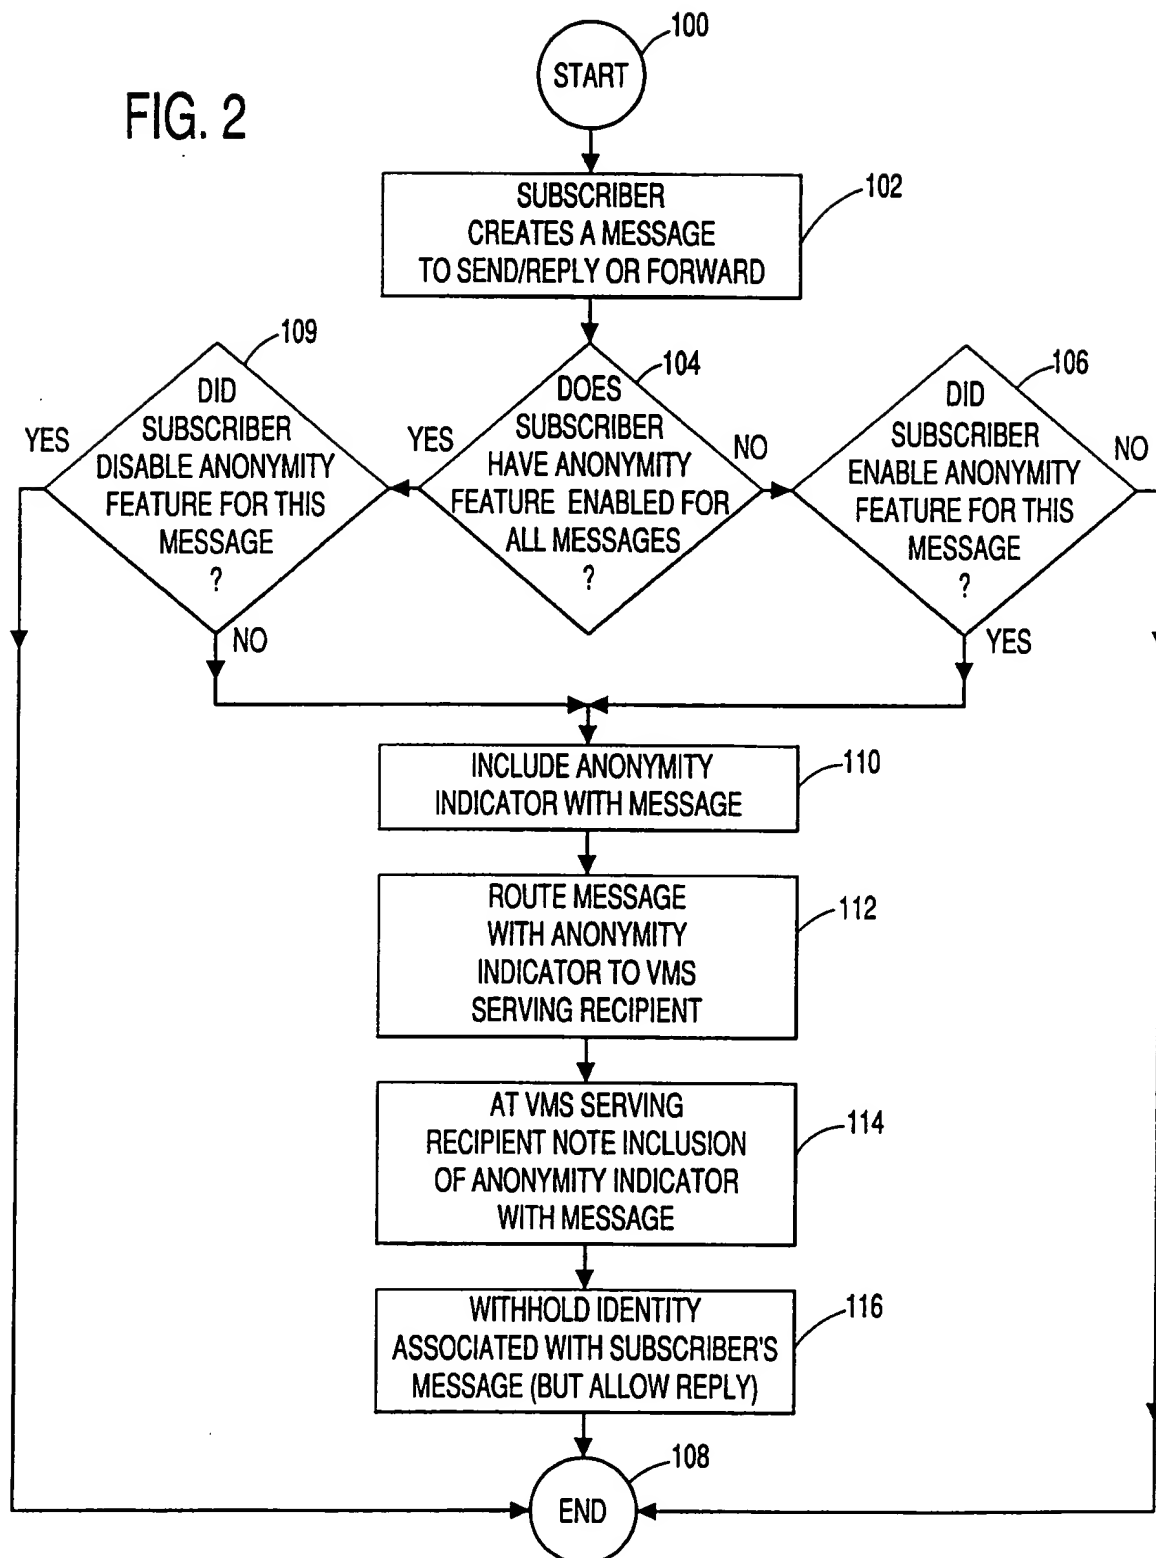 FIG. 2
100
START
102
SUBSCRIBER
CREATES A MESSAGE
TO SEND/REPLY OR FORWARD
109
DID
SUBSCRIBER
DISABLE ANONYMITY
FEATURE FOR THIS
MESSAGE
?
YES
NO
104
DOES
SUBSCRIBER
HAVE ANONYMITY
FEATURE ENABLED FOR
ALL MESSAGES
?
YES
NO
106
DID
SUBSCRIBER
ENABLE ANONYMITY
FEATURE FOR THIS
MESSAGE
?
NO
YES
INCLUDE ANONYMITY
INDICATOR WITH MESSAGE
110
ROUTE MESSAGE
WITH ANONYMITY
INDICATOR TO VMS
SERVING RECIPIENT
112
AT VMS SERVING
RECIPIENT NOTE INCLUSION
OF ANONYMITY INDICATOR
WITH MESSAGE
114
WITHHOLD IDENTITY
ASSOCIATED WITH SUBSCRIBER'S
MESSAGE (BUT ALLOW REPLY)
116
108
END